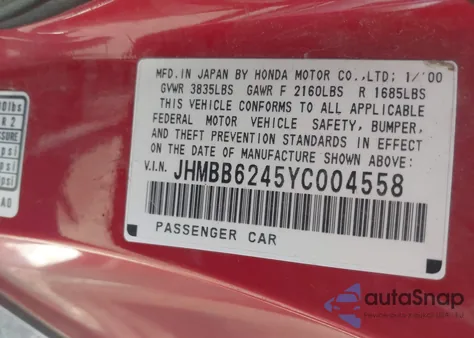 MFD.IN JAPAN BY HONDA MOTOR CO.,LTD; 1/'00
GVWR 3835LBS GAWR F 2160LBS R 1685LBS
THIS VEHICLE CONFORMS TO ALL APPLICABLE
FEDERAL MOTOR VEHICLE SAFETY, BUMPER,
AND THEFT PREVENTION STANDARDS IN EFFECT
ON THE DATE OF MANUFACTURE SHOWN ABOVE:
V.I.N. JHMBB6245YC004558
PASSENGER CAR
autoSnap